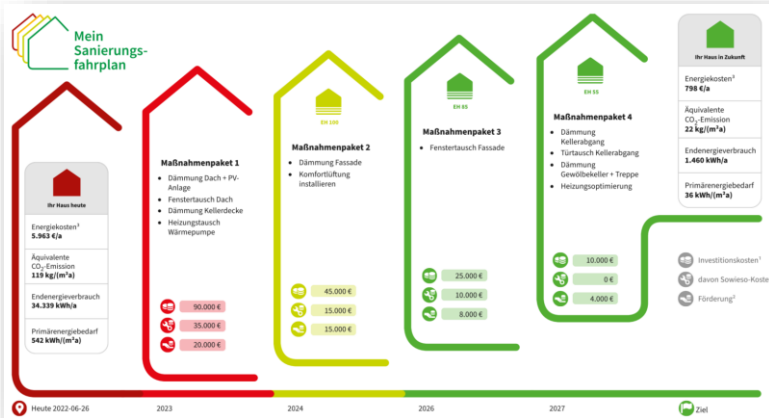 Mein
Sanierungs-
fahrplan
Ihr Haus heute
Energiekosten³
5.963 €/a
Äquivalente
CO₂-Emission
119 kg/(m²a)
Endenergieverbrauch
34.339 kWh/a
Primärenergiebedarf
542 kWh/(m²a)
Maßnahmenpaket 1
• Dämmung Dach + PV-
Anlage
• Fenstertausch Dach
• Dämmung Kellerdecke
• Heizungstausch
Wärmepumpe
90.000 €
35.000 €
20.000 €
EH 100
Maßnahmenpaket 2
• Dämmung Fassade
• Komfortlüftung
installieren
45.000 €
15.000 €
15.000 €
EH 55
Maßnahmenpaket 3
• Fenstertausch Fassade
25.000 €
10.000 €
8.000 €
EH 55
Maßnahmenpaket 4
• Dämmung
Kellerabgang
• Türtausch Kellerabgang
• Dämmung
Gewölbekeller + Treppe
• Heizungsoptimierung
10.000 €
0 €
4.000 €
Ihr Haus in Zukunft
Energiekosten³
798 €/a
Äquivalente
CO₂-Emission
22 kg/(m²a)
Endenergieverbrauch
1.460 kWh/a
Primärenergiebedarf
36 kWh/(m²a)
Investitionskosten¹
davon Sowieso-Koste
Förderung²
Heute 2022-06-26
2023
2024
2026
2027
Ziel